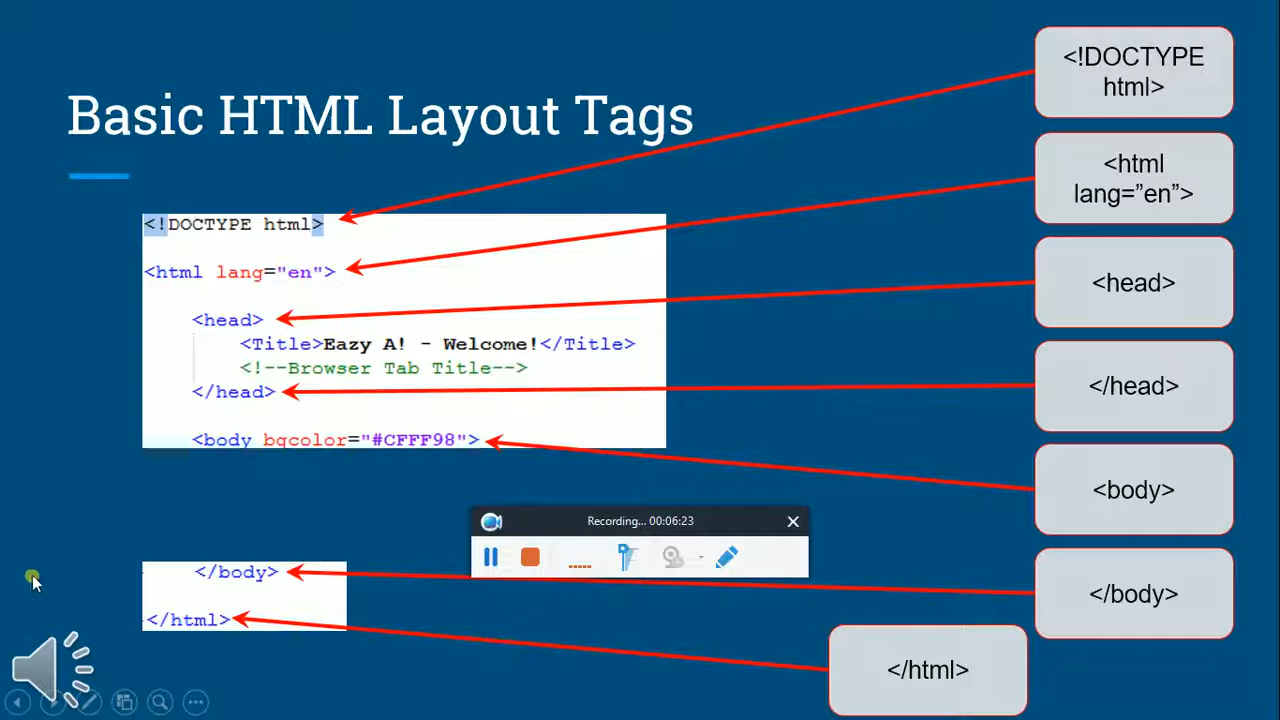 Basic HTML Layout Tags
<!DOCTYPE html>
<html lang="en">
<head>
<Title>Eazy A! - Welcome!</Title>
<!--Browser Tab Title-->
</head>
<body bgcolor="#CFFF98">
</body>
</html>
<!DOCTYPE
html>
<html
lang=”en”>
<head>
</head>
<body>
</body>
</html>
Recording... 00:06:23